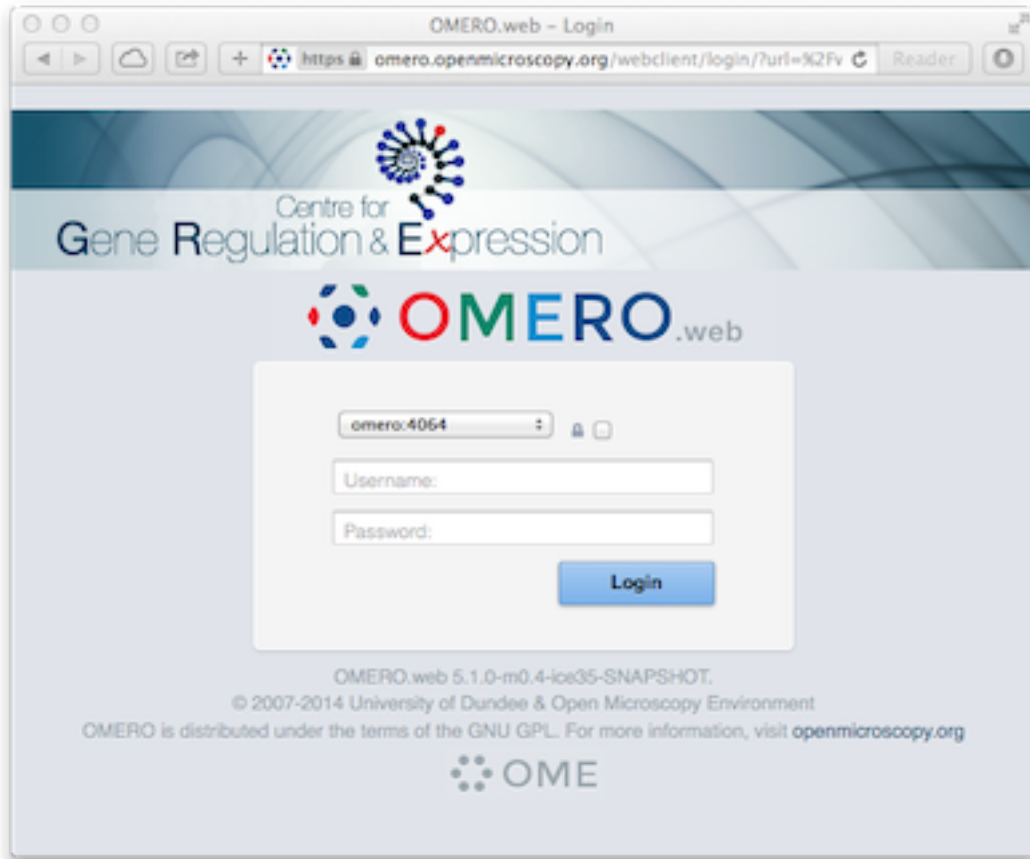 OMERO.web – Login
https omero.openmicroscopy.org/webclient/login/?url=%2Fv Reader
Centre for
Gene Regulation & Expression
OMERO.web
omero:4064
Username:
Password:
Login
OMERO.web 5.1.0-m0.4-ice35-SNAPSHOT.
© 2007-2014 University of Dundee & Open Microscopy Environment
OMERO is distributed under the terms of the GNU GPL. For more information, visit openmicroscopy.org
OME